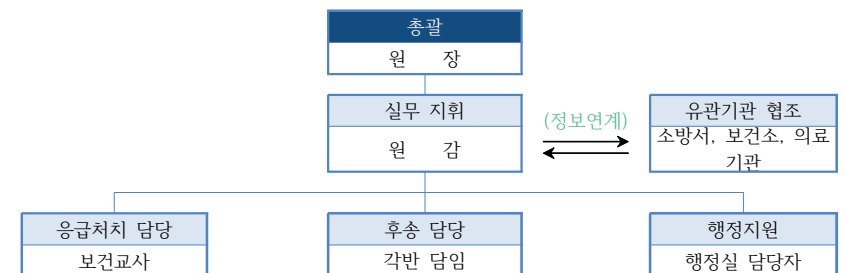 총괄
원 장
실무 지휘
원 감
(정보연계)
유관기관 협조
소방서, 보건소, 의료
기관
응급처치 담당
보건교사
후송 담당
각반 담임
행정지원
행정실 담당자